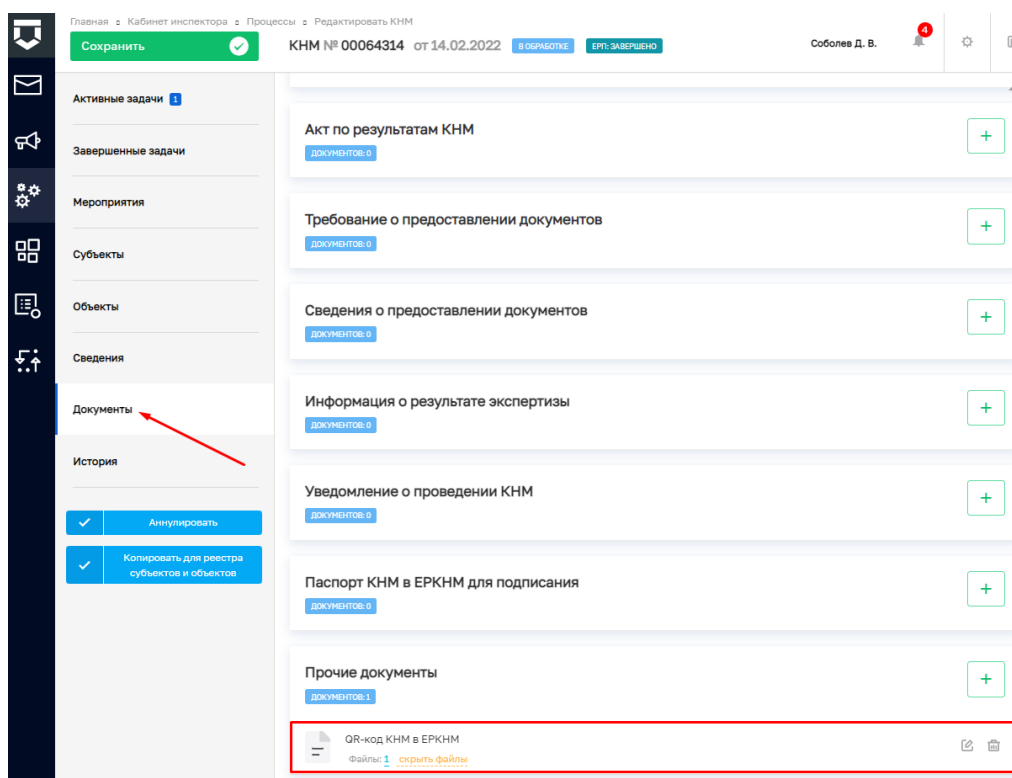 Главная Кабинет инспектора Процессы Редактировать КНМ
Сохранить
КНМ № 00064314 от 14.02.2022 В ОБРАБОТКЕ ЕРП: ЗАВЕРШЕНО Соболев Д. В. 4
Активные задачи 1
Завершенные задачи
Мероприятия
Субъекты
Объекты
Сведения
Документы
История
Аннулировать
Копировать для реестра
субъектов и объектов
Акт по результатам КНМ
ДОКУМЕНТОВ: 0
Требование о предоставлении документов
ДОКУМЕНТОВ: 0
Сведения о предоставлении документов
ДОКУМЕНТОВ: 0
Информация о результате экспертизы
ДОКУМЕНТОВ: 0
Уведомление о проведении КНМ
ДОКУМЕНТОВ: 0
Паспорт КНМ в ЕРКНМ для подписания
ДОКУМЕНТОВ: 0
Прочие документы
ДОКУМЕНТОВ: 1
QR-код КНМ в ЕРКНМ
Файлы: 1 скрыть файлы